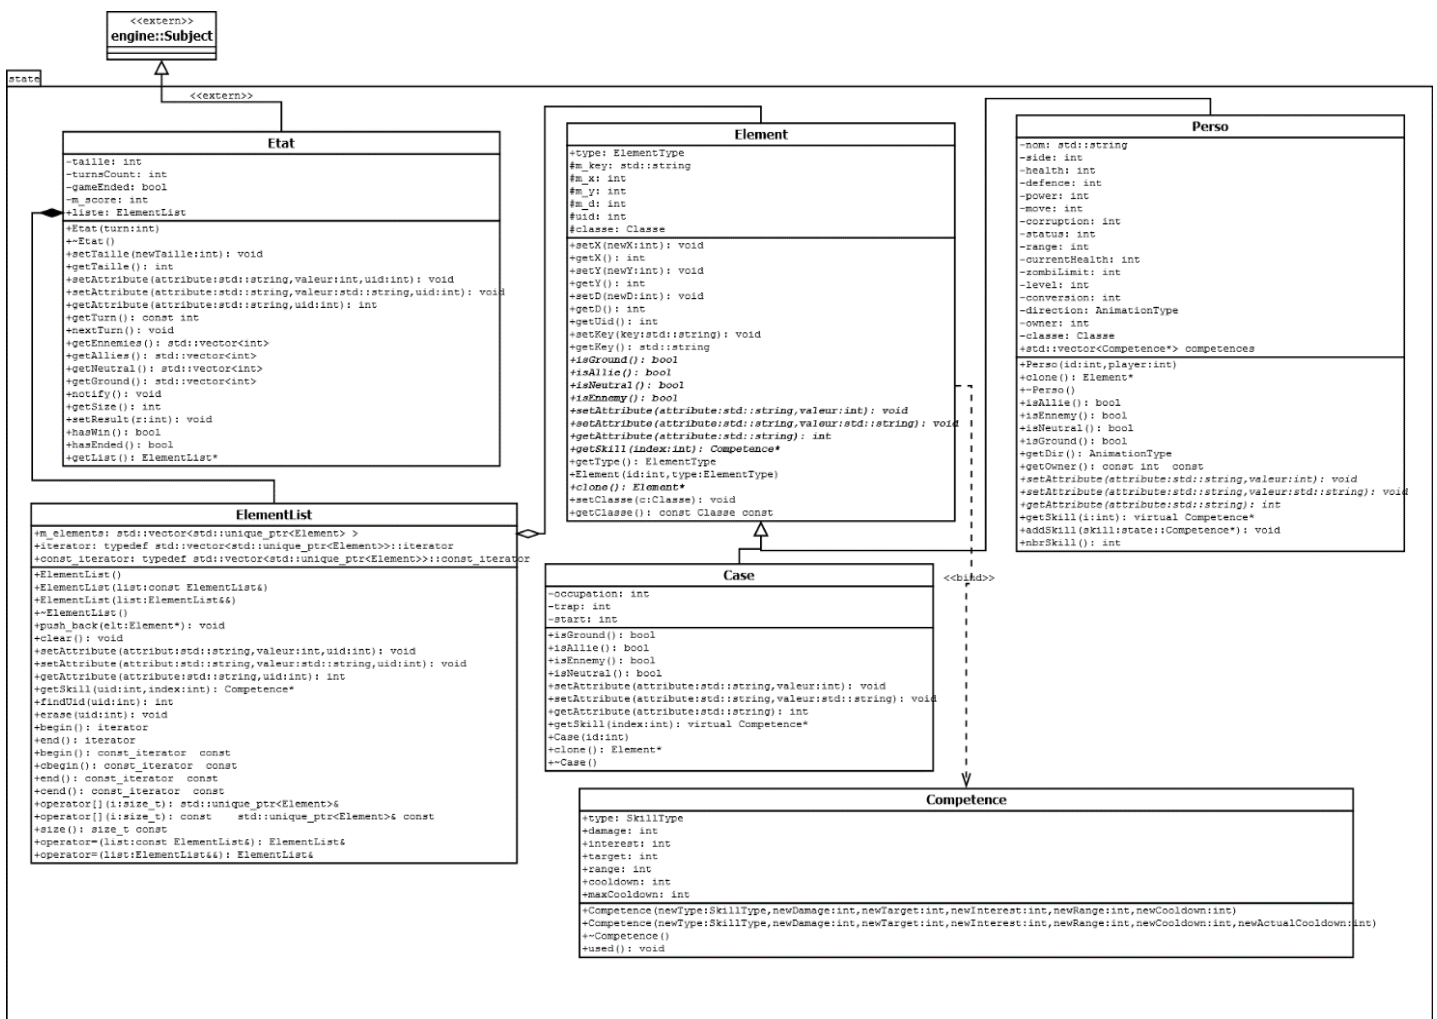 <<extern>>
engine::Subject
state
<<extern>>
Etat
-taille: int
-turnsCount: int
-gameEnded: bool
-m_score: int
+liste: ElementList
+Etat(turn:int)
+~Etat()
+setTaille(newTaille:int): void
+getTaille(): int
+setAttribute(attribute:std::string,valeur:int,uid:int): void
+setAttribute(attribute:std::string,valeur:std::string,uid:int): void
+getAttribute(attribute:std::string,uid:int): int
+getTurn(): const int
+nextTurn(): void
+getEnnemies(): std::vector<int>
+getAllies(): std::vector<int>
+getNeutral(): std::vector<int>
+getGround(): std::vector<int>
+notify(): void
+getSize(): int
+setResult(r:int): void
+hasWin(): bool
+hasEnded(): bool
+getList(): ElementList*
Element
+type: ElementType
#m_key: std::string
#m_x: int
#m_y: int
#m_d: int
#uid: int
#classe: Classe
+setX(newX:int): void
+getX(): int
+setY(newY:int): void
+getY(): int
+setD(newD:int): void
+getD(): int
+getUid(): int
+setKey(key:std::string): void
+getKey(): std::string
+isGround(): bool
+isAllie(): bool
+isNeutral(): bool
+isEnnemy(): bool
+setAttribute(attribute:std::string,valeur:int): void
+setAttribute(attribute:std::string,valeur:std::string): void
+getAttribute(attribute:std::string): int
+getSkill(index:int): Competence*
+getType(): ElementType
+Element(id:int,type:ElementType)
+clone(): Element*
+setClasse(c:Classe): void
+getClasse(): const Classe const
Perso
-nom: std::string
-side: int
-health: int
-defence: int
-power: int
-move: int
-corruption: int
-status: int
-range: int
-currentHealth: int
-zombiLimit: int
-level: int
-conversion: int
-direction: AnimationType
-owner: int
-classe: Classe
+std::vector<Competence*> competences
+Perso(id:int,player:int)
+clone(): Element*
+~Perso()
+isAllie(): bool
+isEnnemy(): bool
+isNeutral(): bool
+isGround(): bool
+getDir(): AnimationType
+getOwner(): const int  const
+setAttribute(attribute:std::string,valeur:int): void
+setAttribute(attribute:std::string,valeur:std::string): void
+getAttribute(attribute:std::string): int
+getSkill(i:int): virtual Competence*
+addSkill(skill:state::Competence*): void
+nbrSkill(): int
ElementList
+m_elements: std::vector<std::unique_ptr<Element> >
+iterator: typedef std::vector<std::unique_ptr<Element>>::iterator
+const_iterator: typedef std::vector<std::unique_ptr<Element>>::const_iterator
+ElementList()
+ElementList(list:const ElementList&)
+ElementList(list:ElementList&&)
+~ElementList()
+push_back(elt:Element*): void
+clear(): void
+setAttribute(attribut:std::string,valeur:int,uid:int): void
+setAttribute(attribut:std::string,valeur:std::string,uid:int): void
+getAttribute(attribute:std::string,uid:int): int
+getSkill(uid:int,index:int): Competence*
+findUid(uid:int): int
+erase(uid:int): void
+begin(): iterator
+end(): iterator
+begin(): const_iterator  const
+cbegin(): const_iterator  const
+end(): const_iterator  const
+cend(): const_iterator  const
+operator[](i:size_t): std::unique_ptr<Element>&
+operator[](i:size_t): const    std::unique_ptr<Element>& const
+size(): size_t const
+operator=(list:const ElementList&): ElementList&
+operator=(list:ElementList&&): ElementList&
Case
-occupation: int
-trap: int
-start: int
+isGround(): bool
+isAllie(): bool
+isEnnemy(): bool
+isNeutral(): bool
+setAttribute(attribute:std::string,valeur:int): void
+setAttribute(attribute:std::string,valeur:std::string): void
+getAttribute(attribute:std::string): int
+getSkill(index:int): virtual Competence*
+Case(id:int)
+clone(): Element*
+~Case()
<<bind>>
Competence
+type: SkillType
+damage: int
+interest: int
+target: int
+range: int
+cooldown: int
+maxCooldown: int
+Competence(newType:SkillType,newDamage:int,newTarget:int,newInterest:int,newRange:int,newCooldown:int)
+Competence(newType:SkillType,newDamage:int,newTarget:int,newInterest:int,newRange:int,newCooldown:int,newActualCooldown:int)
+~Competence()
+used(): void